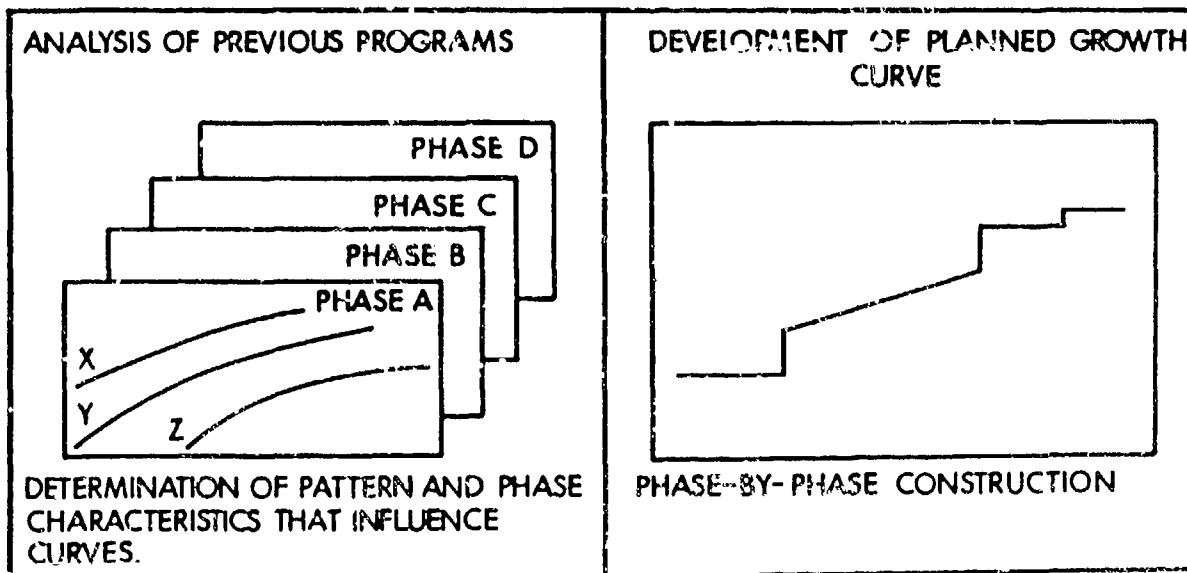 ANALYSIS OF PREVIOUS PROGRAMS
PHASE D
PHASE C
PHASE B
PHASE A
X
Y
Z
DETERMINATION OF PATTERN AND PHASE
CHARACTERISTICS THAT INFLUENCE
CURVES.
DEVELOPMENT OF PLANNED GROWTH
CURVE
PHASE-BY-PHASE CONSTRUCTION